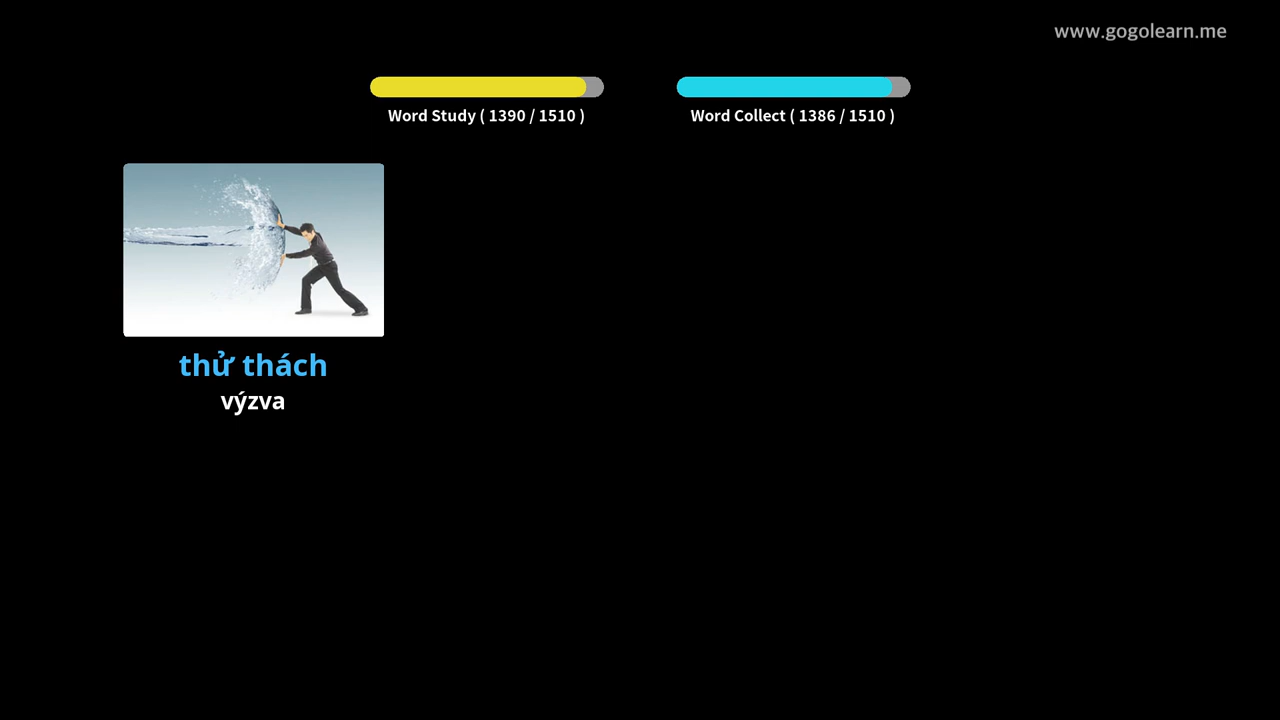 www.gogolearn.me
Word Study ( 1390 / 1510 )
Word Collect ( 1386 / 1510 )
thử thách
výzva